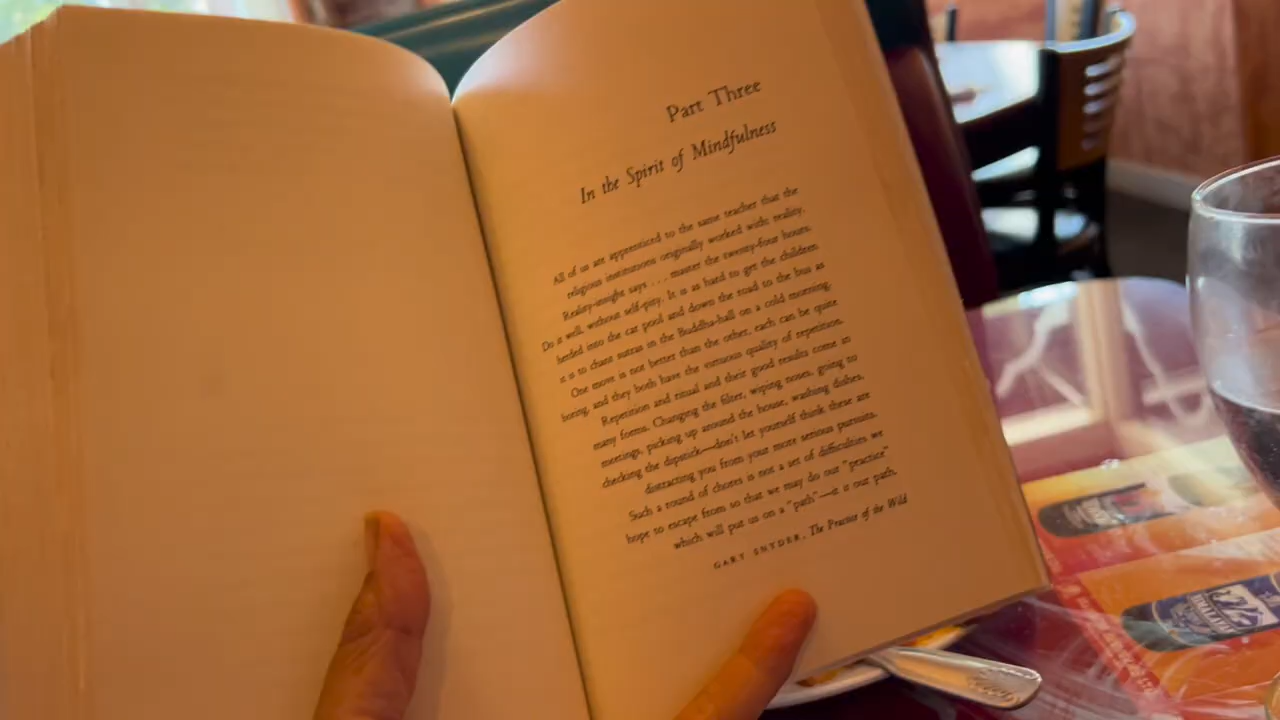 Part Three
In the Spirit of Mindfulness
All of us are apprenticed to the same teacher that the
religious institutions originally worked with: reality.
Reality-insight says . . . master the twenty-four hours.
Do it well, without self-pity. It is as hard to get the children
herded into the car pool and down the road to the bus as
it is to chant sutras in the Buddha-hall on a cold morning.
One move is not better than the other, each can be quite
boring, and they both have the virtuous quality of repetition.
Repetition and ritual and their good results come in
many forms. Changing the filter, wiping noses, going to
meetings, picking up around the house, washing dishes,
checking the dipstick—don't let yourself think these are
distracting you from your more serious pursuits.
Such a round of chores is not a set of difficulties we
hope to escape from so that we may do our "practice"
which will put us on a "path"—it is our path.
GARY SNYDER, The Practice of the Wild